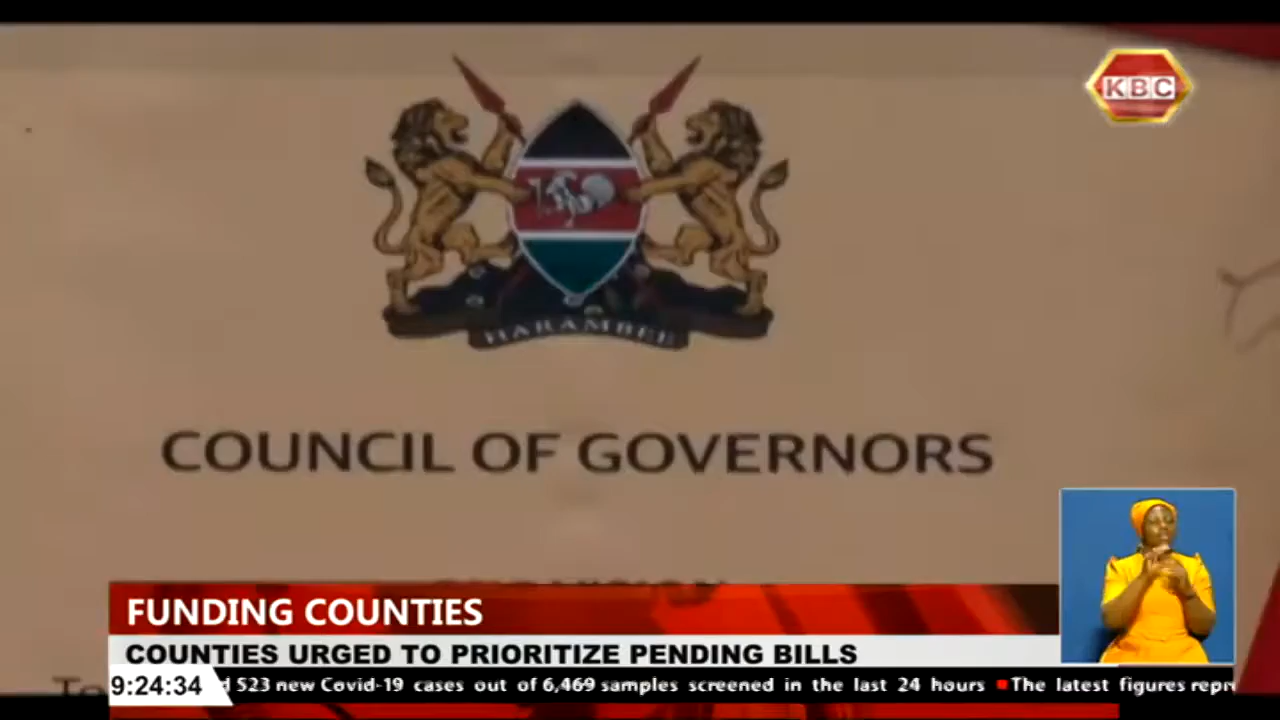 KBC
HARAMBEE
COUNCIL OF GOVERNORS
FUNDING COUNTIES
COUNTIES URGED TO PRIORITIZE PENDING BILLS
9:24:34 523 new Covid-19 cases out of 6,469 samples screened in the last 24 hours ■The latest figures